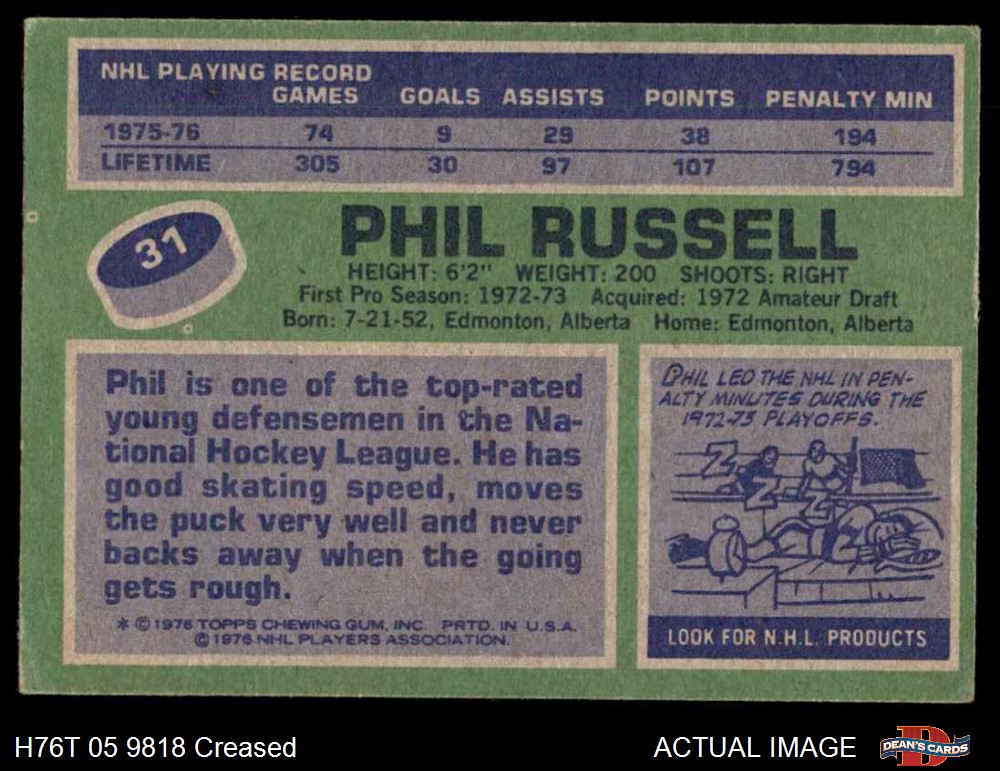 NHL PLAYING RECORD
GAMES GOALS ASSISTS POINTS PENALTY MIN
1975-76 74 9 29 38 194
LIFETIME 305 30 97 107 794
31
PHIL RUSSELL
HEIGHT: 6'2" WEIGHT: 200 SHOOTS: RIGHT
First Pro Season: 1972-73 Acquired: 1972 Amateur Draft
Born: 7-21-52, Edmonton, Alberta Home: Edmonton, Alberta
Phil is one of the top-rated
young defensemen in the Na-
tional Hockey League. He has
good skating speed, moves
the puck very well and never
backs away when the going
gets rough.
* © 1976 TOPPS CHEWING GUM, INC. PRTD. IN U.S.A.
© 1976 NHL PLAYERS ASSOCIATION.
PHIL LED THE NHL IN PEN-
ALTY MINUTES DURING THE
1972-73 PLAYOFFS.
Z
Z
Z
LOOK FOR N.H.L. PRODUCTS
H76T 05 9818 Creased
ACTUAL IMAGE
DEAN'S CARDS